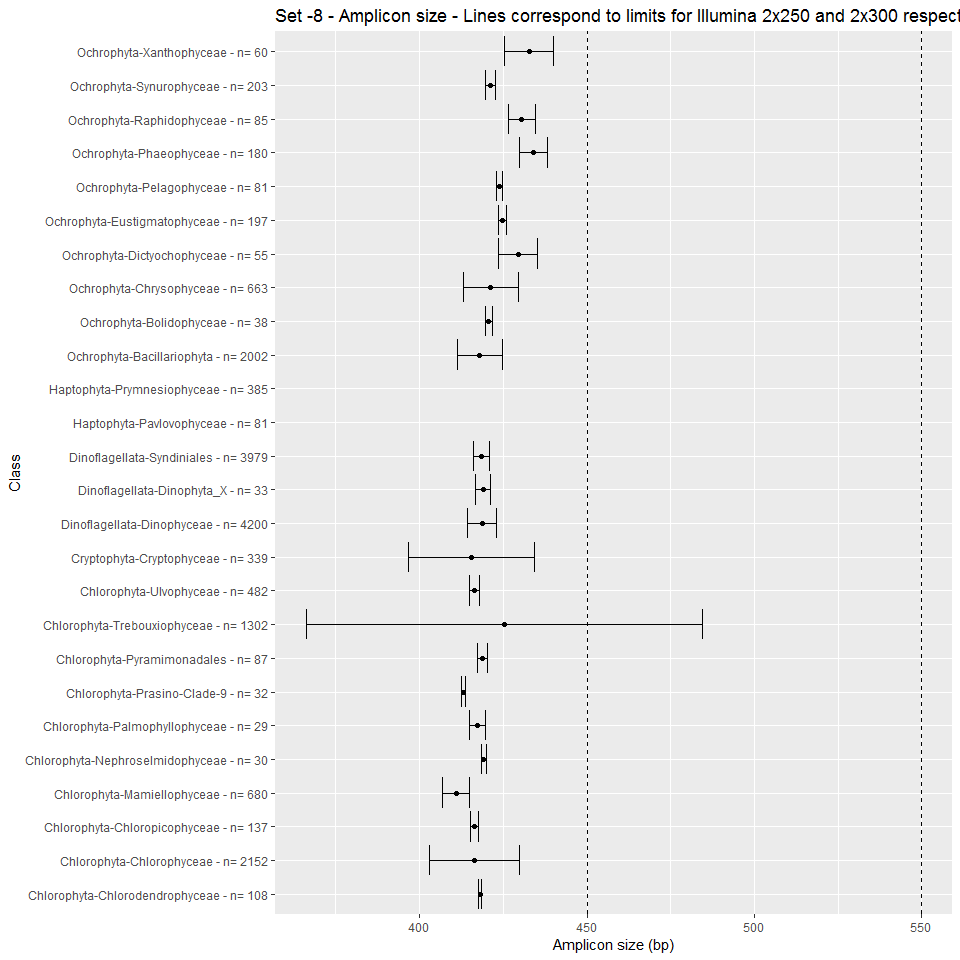 Set -8 - Amplicon size - Lines correspond to limits for Illumina 2x250 and 2x300 respect
Ochrophyta-Xanthophyceae - n= 60
Ochrophyta-Synurophyceae - n= 203
Ochrophyta-Raphidophyceae - n= 85
Ochrophyta-Phaeophyceae - n= 180
Ochrophyta-Pelagophyceae - n= 81
Ochrophyta-Eustigmatophyceae - n= 197
Ochrophyta-Dictyochophyceae - n= 55
Ochrophyta-Chrysophyceae - n= 663
Ochrophyta-Bolidophyceae - n= 38
Ochrophyta-Bacillariophyta - n= 2002
Haptophyta-Prymnesiophyceae - n= 385
Haptophyta-Pavlovophyceae - n= 81
Dinoflagellata-Syndiniales - n= 3979
Dinoflagellata-Dinophyta_X - n= 33
Dinoflagellata-Dinophyceae - n= 4200
Cryptophyta-Cryptophyceae - n= 339
Chlorophyta-Ulvophyceae - n= 482
Chlorophyta-Trebouxiophyceae - n= 1302
Chlorophyta-Pyramimonadales - n= 87
Chlorophyta-Prasino-Clade-9 - n= 32
Chlorophyta-Palmophyllophyceae - n= 29
Chlorophyta-Nephroselmidophyceae - n= 30
Chlorophyta-Mamiellophyceae - n= 680
Chlorophyta-Chloropicophyceae - n= 137
Chlorophyta-Chlorophyceae - n= 2152
Chlorophyta-Chlorodendrophyceae - n= 108
Class
400 450 500 550
Amplicon size (bp)